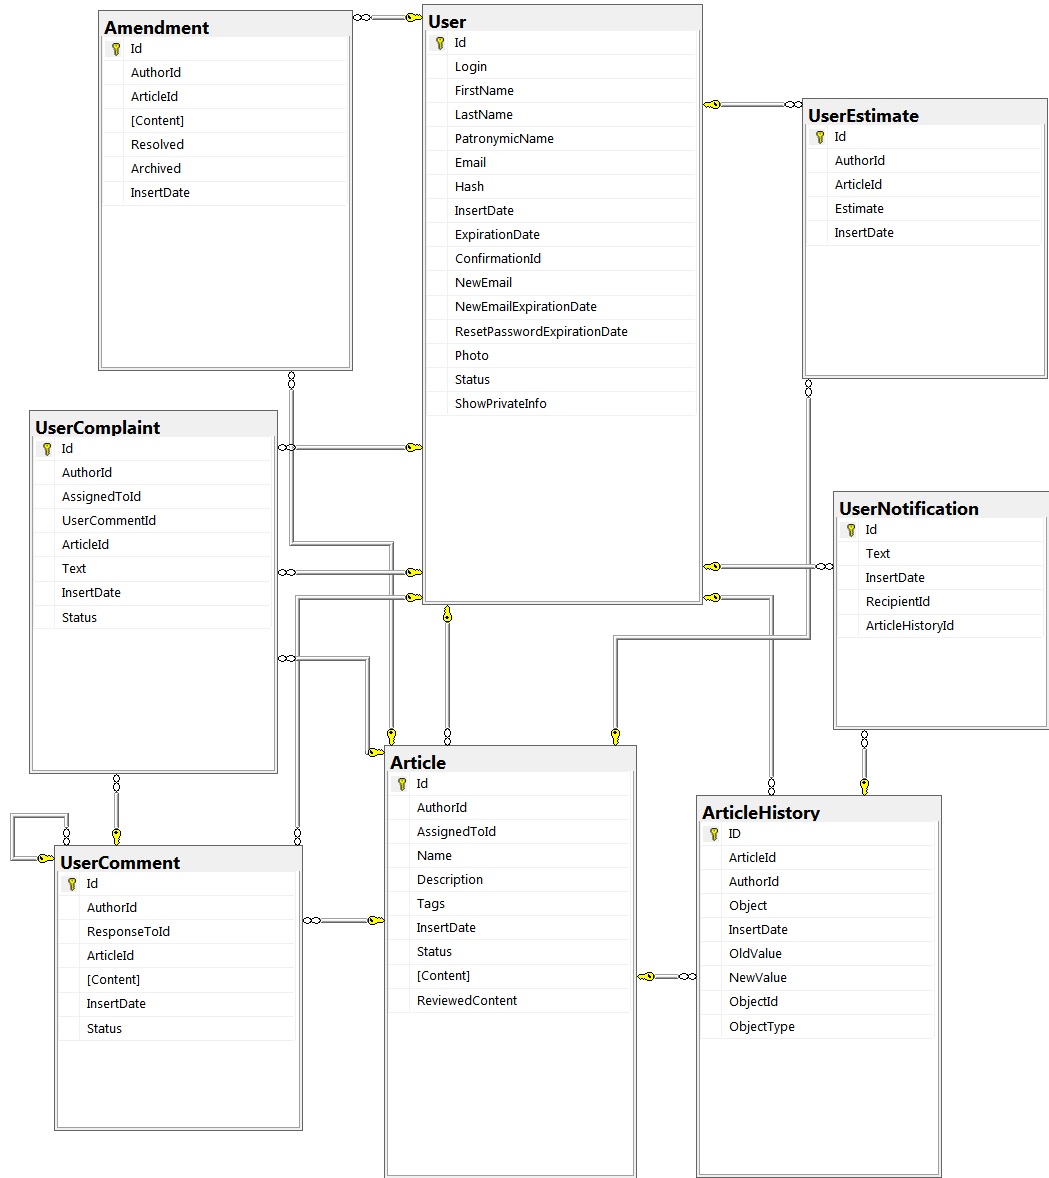 Amendment
Id
AuthorId
ArticleId
[Content]
Resolved
Archived
InsertDate
User
Id
Login
FirstName
LastName
PatronymicName
Email
Hash
InsertDate
ExpirationDate
ConfirmationId
NewEmail
NewEmailExpirationDate
ResetPasswordExpirationDate
Photo
Status
ShowPrivateInfo
UserEstimate
Id
AuthorId
ArticleId
Estimate
InsertDate
UserComplaint
Id
AuthorId
AssignedToId
UserCommentId
ArticleId
Text
InsertDate
Status
UserNotification
Id
Text
InsertDate
RecipientId
ArticleHistoryId
UserComment
Id
AuthorId
ResponseToId
ArticleId
[Content]
InsertDate
Status
Article
Id
AuthorId
AssignedToId
Name
Description
Tags
InsertDate
Status
[Content]
ReviewedContent
ArticleHistory
ID
ArticleId
AuthorId
Object
InsertDate
OldValue
NewValue
ObjectId
ObjectType